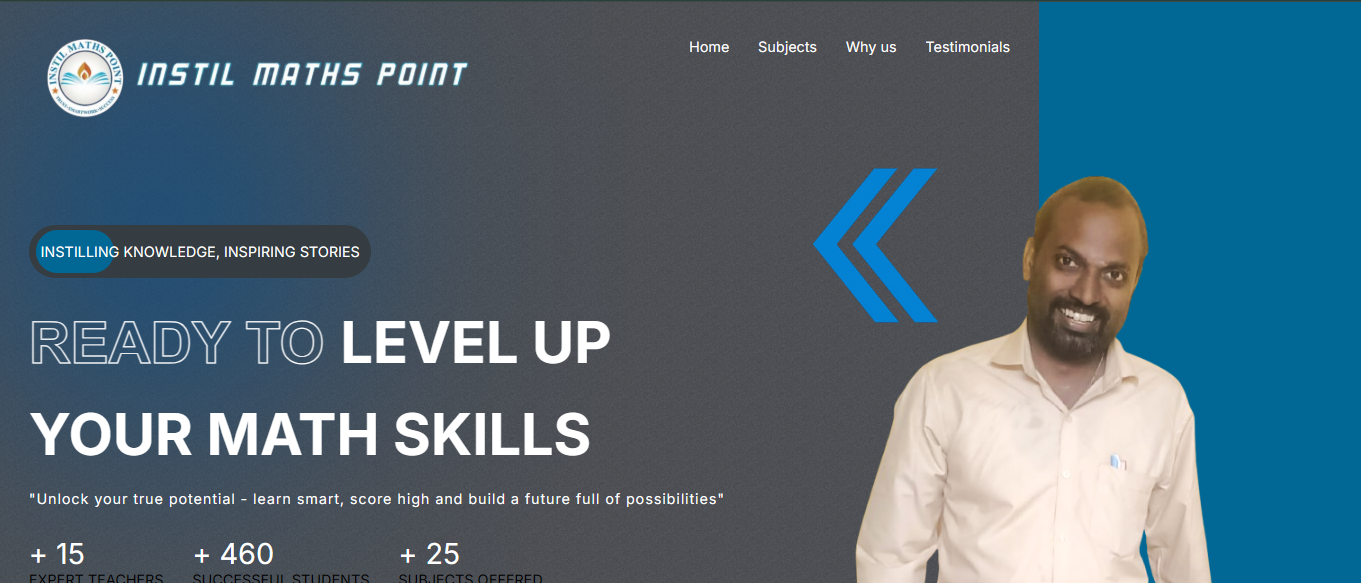 INSTIL MATHS POINT
INSTIL MATHS POINT
Home Subjects Why us Testimonials
INSTILLING KNOWLEDGE, INSPIRING STORIES
READY TO LEVEL UP
YOUR MATH SKILLS
"Unlock your true potential - learn smart, score high and build a future full of possibilities"
+ 15 + 460 + 25
EXPERT TEACHERS SUCCESSFUL STUDENTS SUBJECTS OFFERED